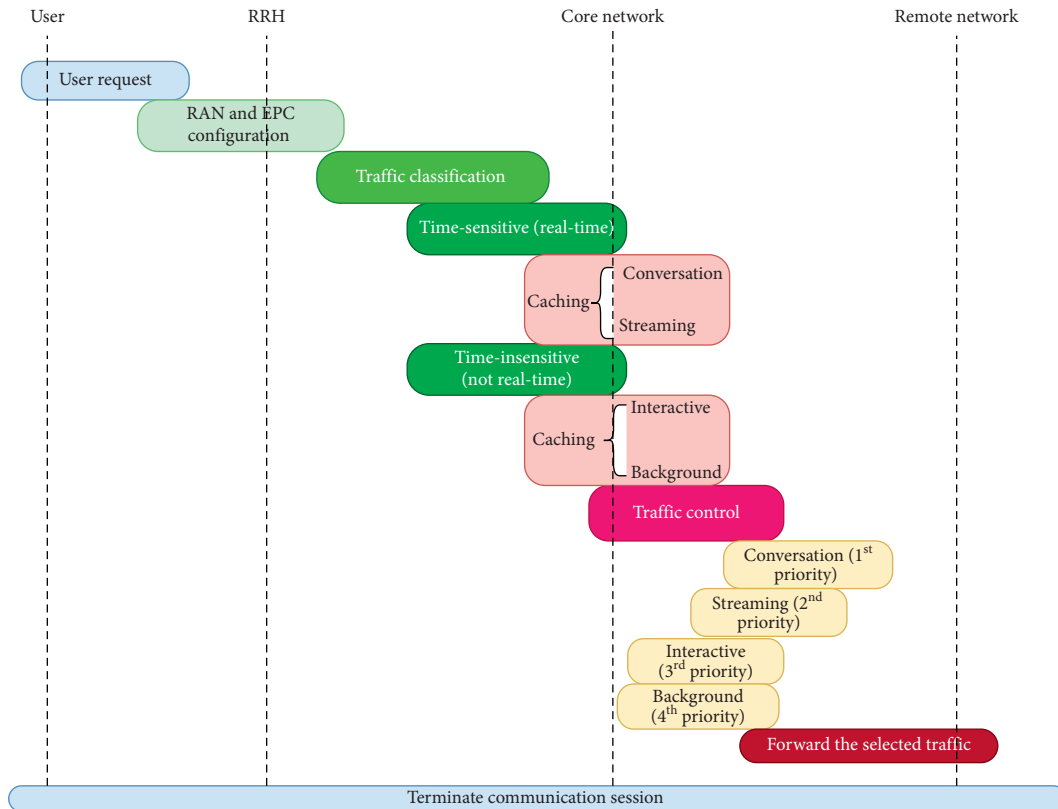 User RRH Core network Remote network
User request
RAN and EPC
configuration
Traffic classification
Time-sensitive (real-time)
Conversation
Caching
Streaming
Time-insensitive
(not real-time)
Interactive
Caching
Background
Traffic control
Conversation (1st
priority)
Streaming (2nd
priority)
Interactive
(3rd priority)
Background
(4th priority)
Forward the selected traffic
Terminate communication session